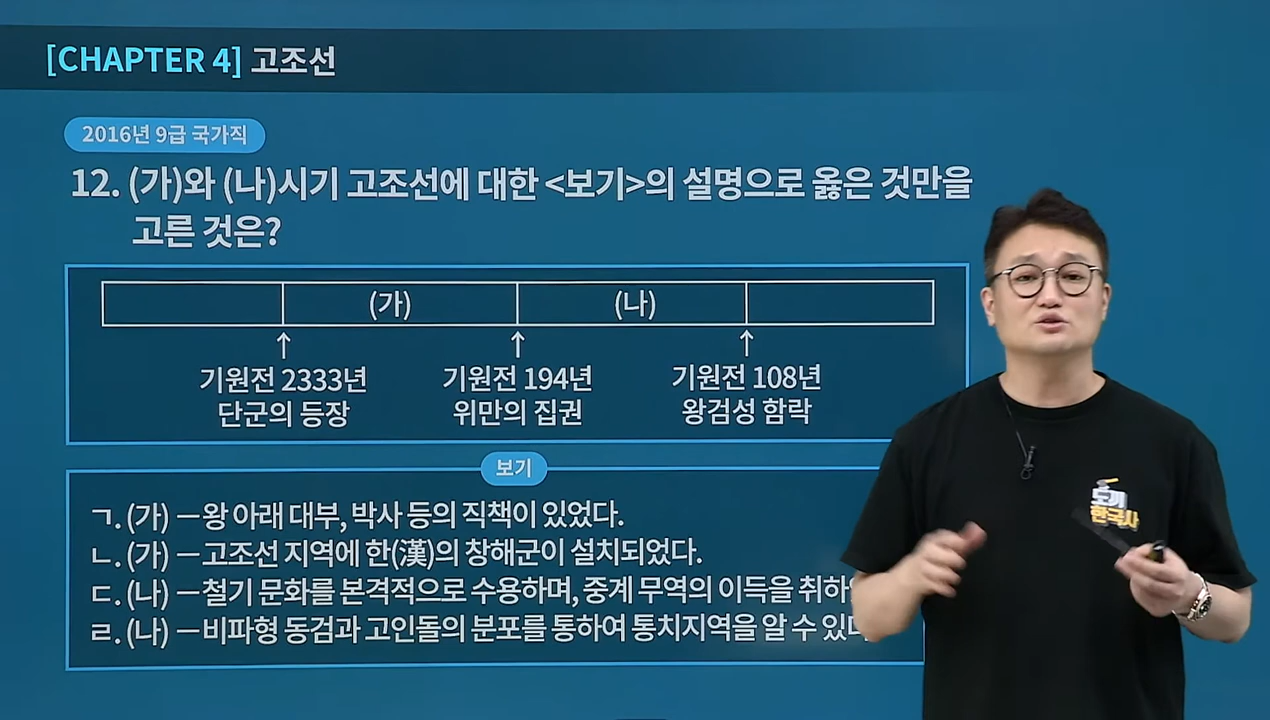 [CHAPTER 4] 고조선
2016년 9급 국가직
12. (가)와 (나)시기 고조선에 대한 <보기>의 설명으로 옳은 것만을
고른 것은?
(가) (나)
↑ ↑ ↑
기원전 2333년 기원전 194년 기원전 108년
단군의 등장 위만의 집권 왕검성 함락
보기
ㄱ. (가) ― 왕 아래 대부, 박사 등의 직책이 있었다.
ㄴ. (가) ― 고조선 지역에 한(漢)의 창해군이 설치되었다.
ㄷ. (나) ― 철기 문화를 본격적으로 수용하며, 중계 무역의 이득을
ㄹ. (나) ― 비파형 동검과 고인돌의 분포를 통하여 통치지역을 알 수
한국사